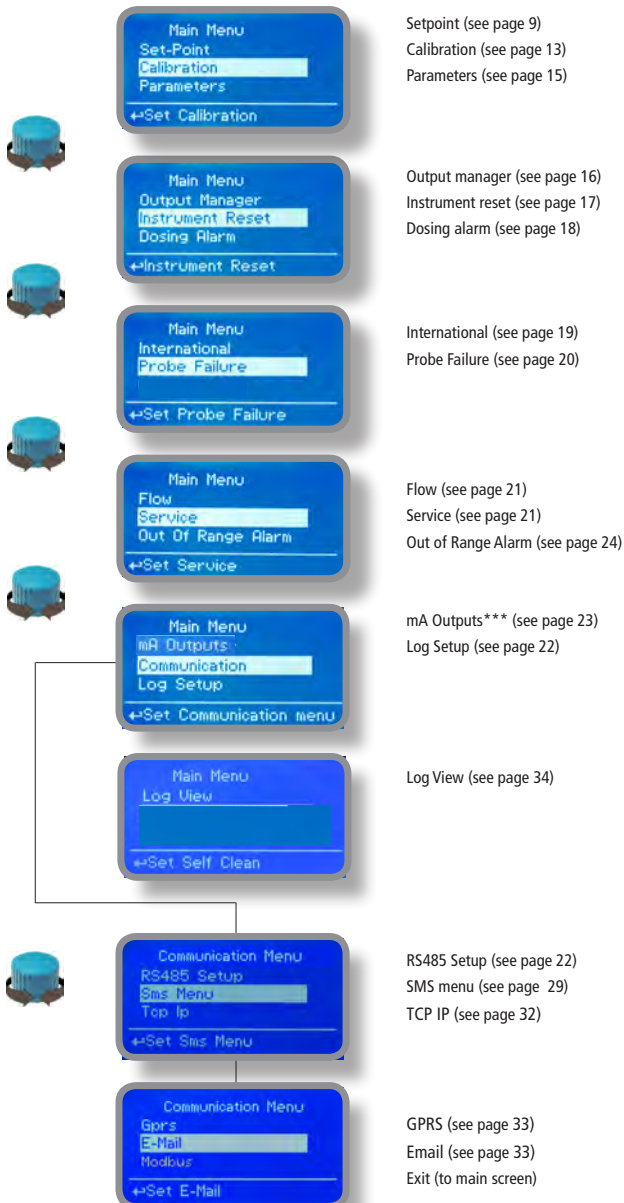 Main Menu
Set-Point
Calibration
Parameters
↵Set Calibration
Setpoint (see page 9)
Calibration (see page 13)
Parameters (see page 15)
Main Menu
Output Manager
Instrument Reset
Dosing Alarm
↵Instrument Reset
Output manager (see page 16)
Instrument reset (see page 17)
Dosing alarm (see page 18)
Main Menu
International
Probe Failure
↵Set Probe Failure
International (see page 19)
Probe Failure (see page 20)
Main Menu
Flow
Service
Out Of Range Alarm
↵Set Service
Flow (see page 21)
Service (see page 21)
Out of Range Alarm (see page 24)
Main Menu
mA Outputs
Communication
Log Setup
↵Set Communication menu
mA Outputs*** (see page 23)
Log Setup (see page 22)
Main Menu
Log View
↵Set Self Clean
Log View (see page 34)
Communication Menu
RS485 Setup
Sms Menu
Tcp Ip
↵Set Sms Menu
RS485 Setup (see page 22)
SMS menu (see page 29)
TCP IP (see page 32)
Communication Menu
Gprs
E-Mail
Modbus
↵Set E-Mail
GPRS (see page 33)
Email (see page 33)
Exit (to main screen)